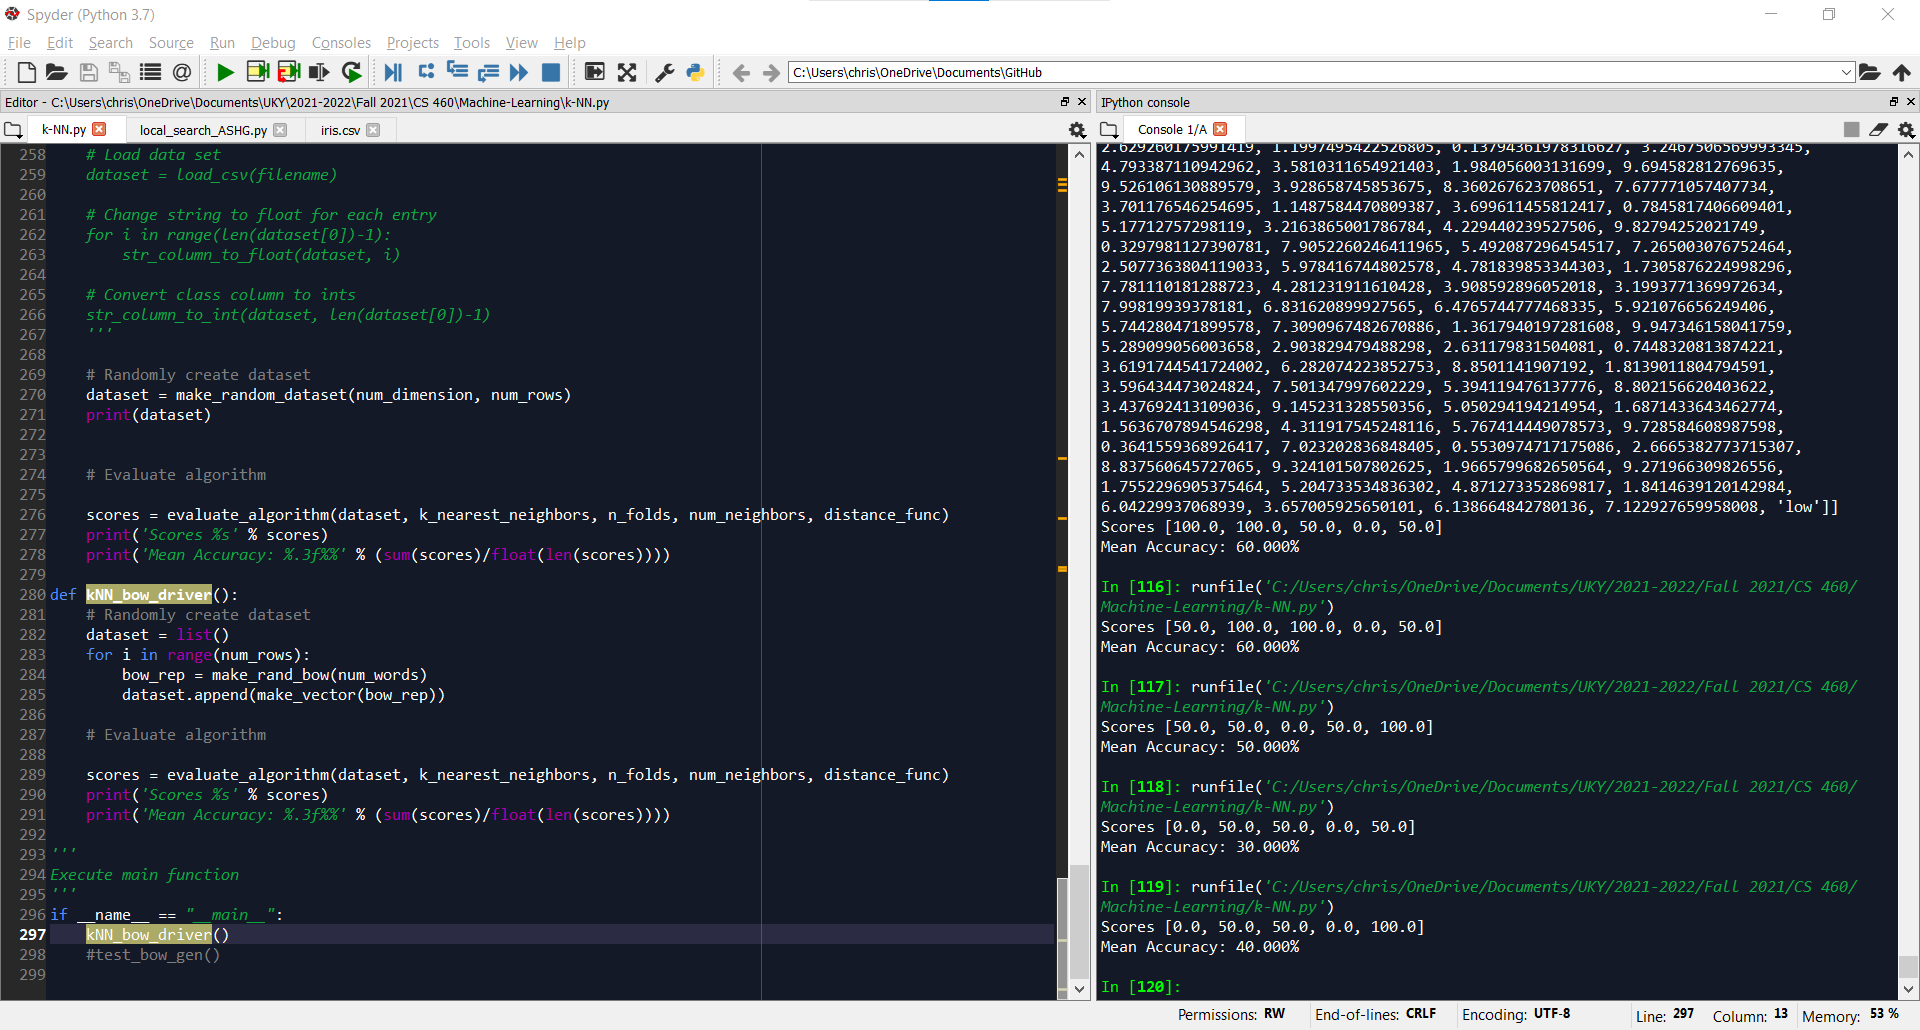 Spyder (Python 3.7)
File Edit Search Source Run Debug Consoles Projects Tools View Help
C:\Users\chris\OneDrive\Documents\GitHub
Editor - C:\Users\chris\OneDrive\Documents\UKY\2021-2022\Fall 2021\CS 460\Machine-Learning\k-NN.py
k-NN.py local_search_ASHG.py iris.csv
258     # Load data set
259     dataset = load_csv(filename)
260
261     # Change string to float for each entry
262     for i in range(len(dataset[0])-1):
263         str_column_to_float(dataset, i)
264
265     # Convert class column to ints
266     str_column_to_int(dataset, len(dataset[0])-1)
267     '''
268
269     # Randomly create dataset
270     dataset = make_random_dataset(num_dimension, num_rows)
271     print(dataset)
272
273
274     # Evaluate algorithm
275
276     scores = evaluate_algorithm(dataset, k_nearest_neighbors, n_folds, num_neighbors, distance_func)
277     print('Scores %s' % scores)
278     print('Mean Accuracy: %.3f%%' % (sum(scores)/float(len(scores))))
279
280 def kNN_bow_driver():
281     # Randomly create dataset
282     dataset = list()
283     for i in range(num_rows):
284         bow_rep = make_rand_bow(num_words)
285         dataset.append(make_vector(bow_rep))
286
287     # Evaluate algorithm
288
289     scores = evaluate_algorithm(dataset, k_nearest_neighbors, n_folds, num_neighbors, distance_func)
290     print('Scores %s' % scores)
291     print('Mean Accuracy: %.3f%%' % (sum(scores)/float(len(scores))))
292
293 '''
294 Execute main function
295 '''
296 if __name__ == "__main__":
297     kNN_bow_driver()
298     #test_bow_gen()
299
IPython console
Console 1/A
2.629260175991419, 1.1997495422526805, 0.13794361978316627, 3.2467506569993345,
4.793387110942962, 3.5810311654921403, 1.984056003131699, 9.694582812769635,
9.526106130889579, 3.928658745853675, 8.360267623708651, 7.677771057407734,
3.701176546254695, 1.1487584470809387, 3.699611455812417, 0.7845817406609401,
5.17712757298119, 3.2163865001786784, 4.229440239527506, 9.82794252021749,
0.3297981127390781, 7.9052260246411965, 5.492087296454517, 7.265003076752464,
2.5077363804119033, 5.978416744802578, 4.781839853344303, 1.7305876224998296,
7.781110181288723, 4.281231911610428, 3.908592896052018, 3.1993771369972634,
7.99819939378181, 6.831620899927565, 6.4765744777468335, 5.921076656249406,
5.744280471899578, 7.3090967482670886, 1.3617940197281608, 9.947346158041759,
5.289099056003658, 2.903829479488298, 2.631179831504081, 0.7448320813874221,
3.6191744541724002, 6.282074223852753, 8.8501141907192, 1.8139011804794591,
3.596434473024824, 7.501347997602229, 5.394119476137776, 8.802156620403622,
3.437692413109036, 9.145231328550356, 5.050294194214954, 1.6871433643462774,
1.5636707894546298, 4.311917545248116, 5.767414449078573, 9.728584608987598,
0.3641559368926417, 7.023202836848405, 0.5530974717175086, 2.6665382773715307,
8.837560645727065, 9.324101507802625, 1.9665799682650564, 9.271966309826556,
1.7552296905375464, 5.204733534836302, 4.871273352869817, 1.8414639120142984,
6.04229937068939, 3.657005925650101, 6.138664842780136, 7.122927659958008, 'low']]
Scores [100.0, 100.0, 50.0, 0.0, 50.0]
Mean Accuracy: 60.000%
In [116]: runfile('C:/Users/chris/OneDrive/Documents/UKY/2021-2022/Fall 2021/CS 460/
Machine-Learning/k-NN.py')
Scores [50.0, 100.0, 100.0, 0.0, 50.0]
Mean Accuracy: 60.000%
In [117]: runfile('C:/Users/chris/OneDrive/Documents/UKY/2021-2022/Fall 2021/CS 460/
Machine-Learning/k-NN.py')
Scores [50.0, 50.0, 0.0, 50.0, 100.0]
Mean Accuracy: 50.000%
In [118]: runfile('C:/Users/chris/OneDrive/Documents/UKY/2021-2022/Fall 2021/CS 460/
Machine-Learning/k-NN.py')
Scores [0.0, 50.0, 50.0, 0.0, 50.0]
Mean Accuracy: 30.000%
In [119]: runfile('C:/Users/chris/OneDrive/Documents/UKY/2021-2022/Fall 2021/CS 460/
Machine-Learning/k-NN.py')
Scores [0.0, 50.0, 50.0, 0.0, 100.0]
Mean Accuracy: 40.000%
In [120]:
Permissions: RW End-of-lines: CRLF Encoding: UTF-8 Line: 297 Column: 13 Memory: 53 %